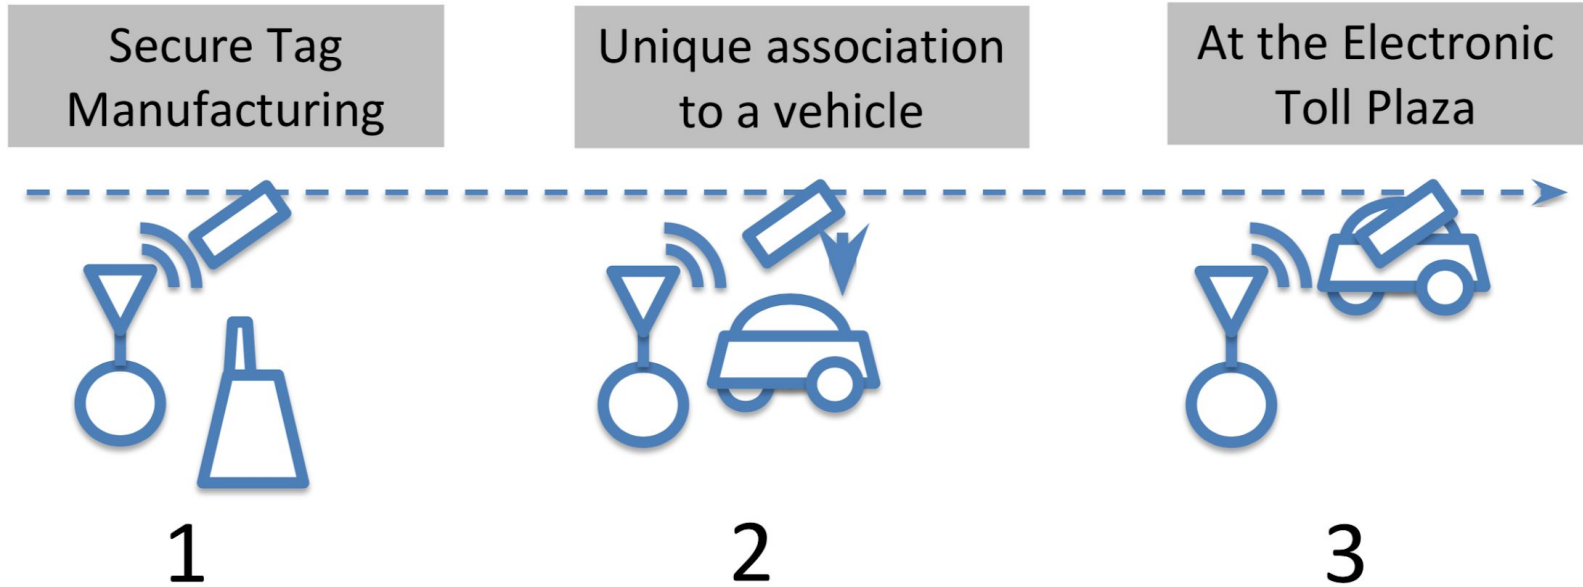 Secure Tag
Manufacturing
Unique association
to a vehicle
At the Electronic
Toll Plaza
1
2
3